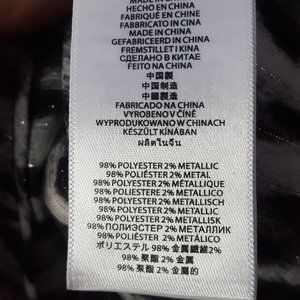 MADE IN CHINA
HECHO EN CHINA
FABRIQUÉ EN CHINE
FABBRICATO IN CINA
MADE IN CHINA
GEFABRICEERD IN CHINA
FREMSTILLET I KINA
СДЕЛАНО В КИТАЕ
FEITO NA CHINA
中国製
中国制造
中國製造
FABRICADO NA CHINA
VYROBENO V ČÍNĚ
WYPRODUKOWANO W CHINACH
KÉSZÜLT KÍNÁBAN
ผลิตในจีน
98% POLYESTER 2% METALLIC
98% POLIÉSTER 2% METAL
98% POLYESTER 2% MÉTALLIQUE
98% POLIESTERE 2% METALLICO
98% POLYESTER 2% METALLISCH
98% POLYESTER 2% METALLIC
98% POLYESTER 2% METALLISK
98% ПОЛИЭСТЕР 2% МЕТАЛЛИК
98% POLIÉSTER 2% METÁLICO
ポリエステル 98% 金属繊維2%
98% 聚酯 2% 金属
98% 聚酯 2% 金屬的